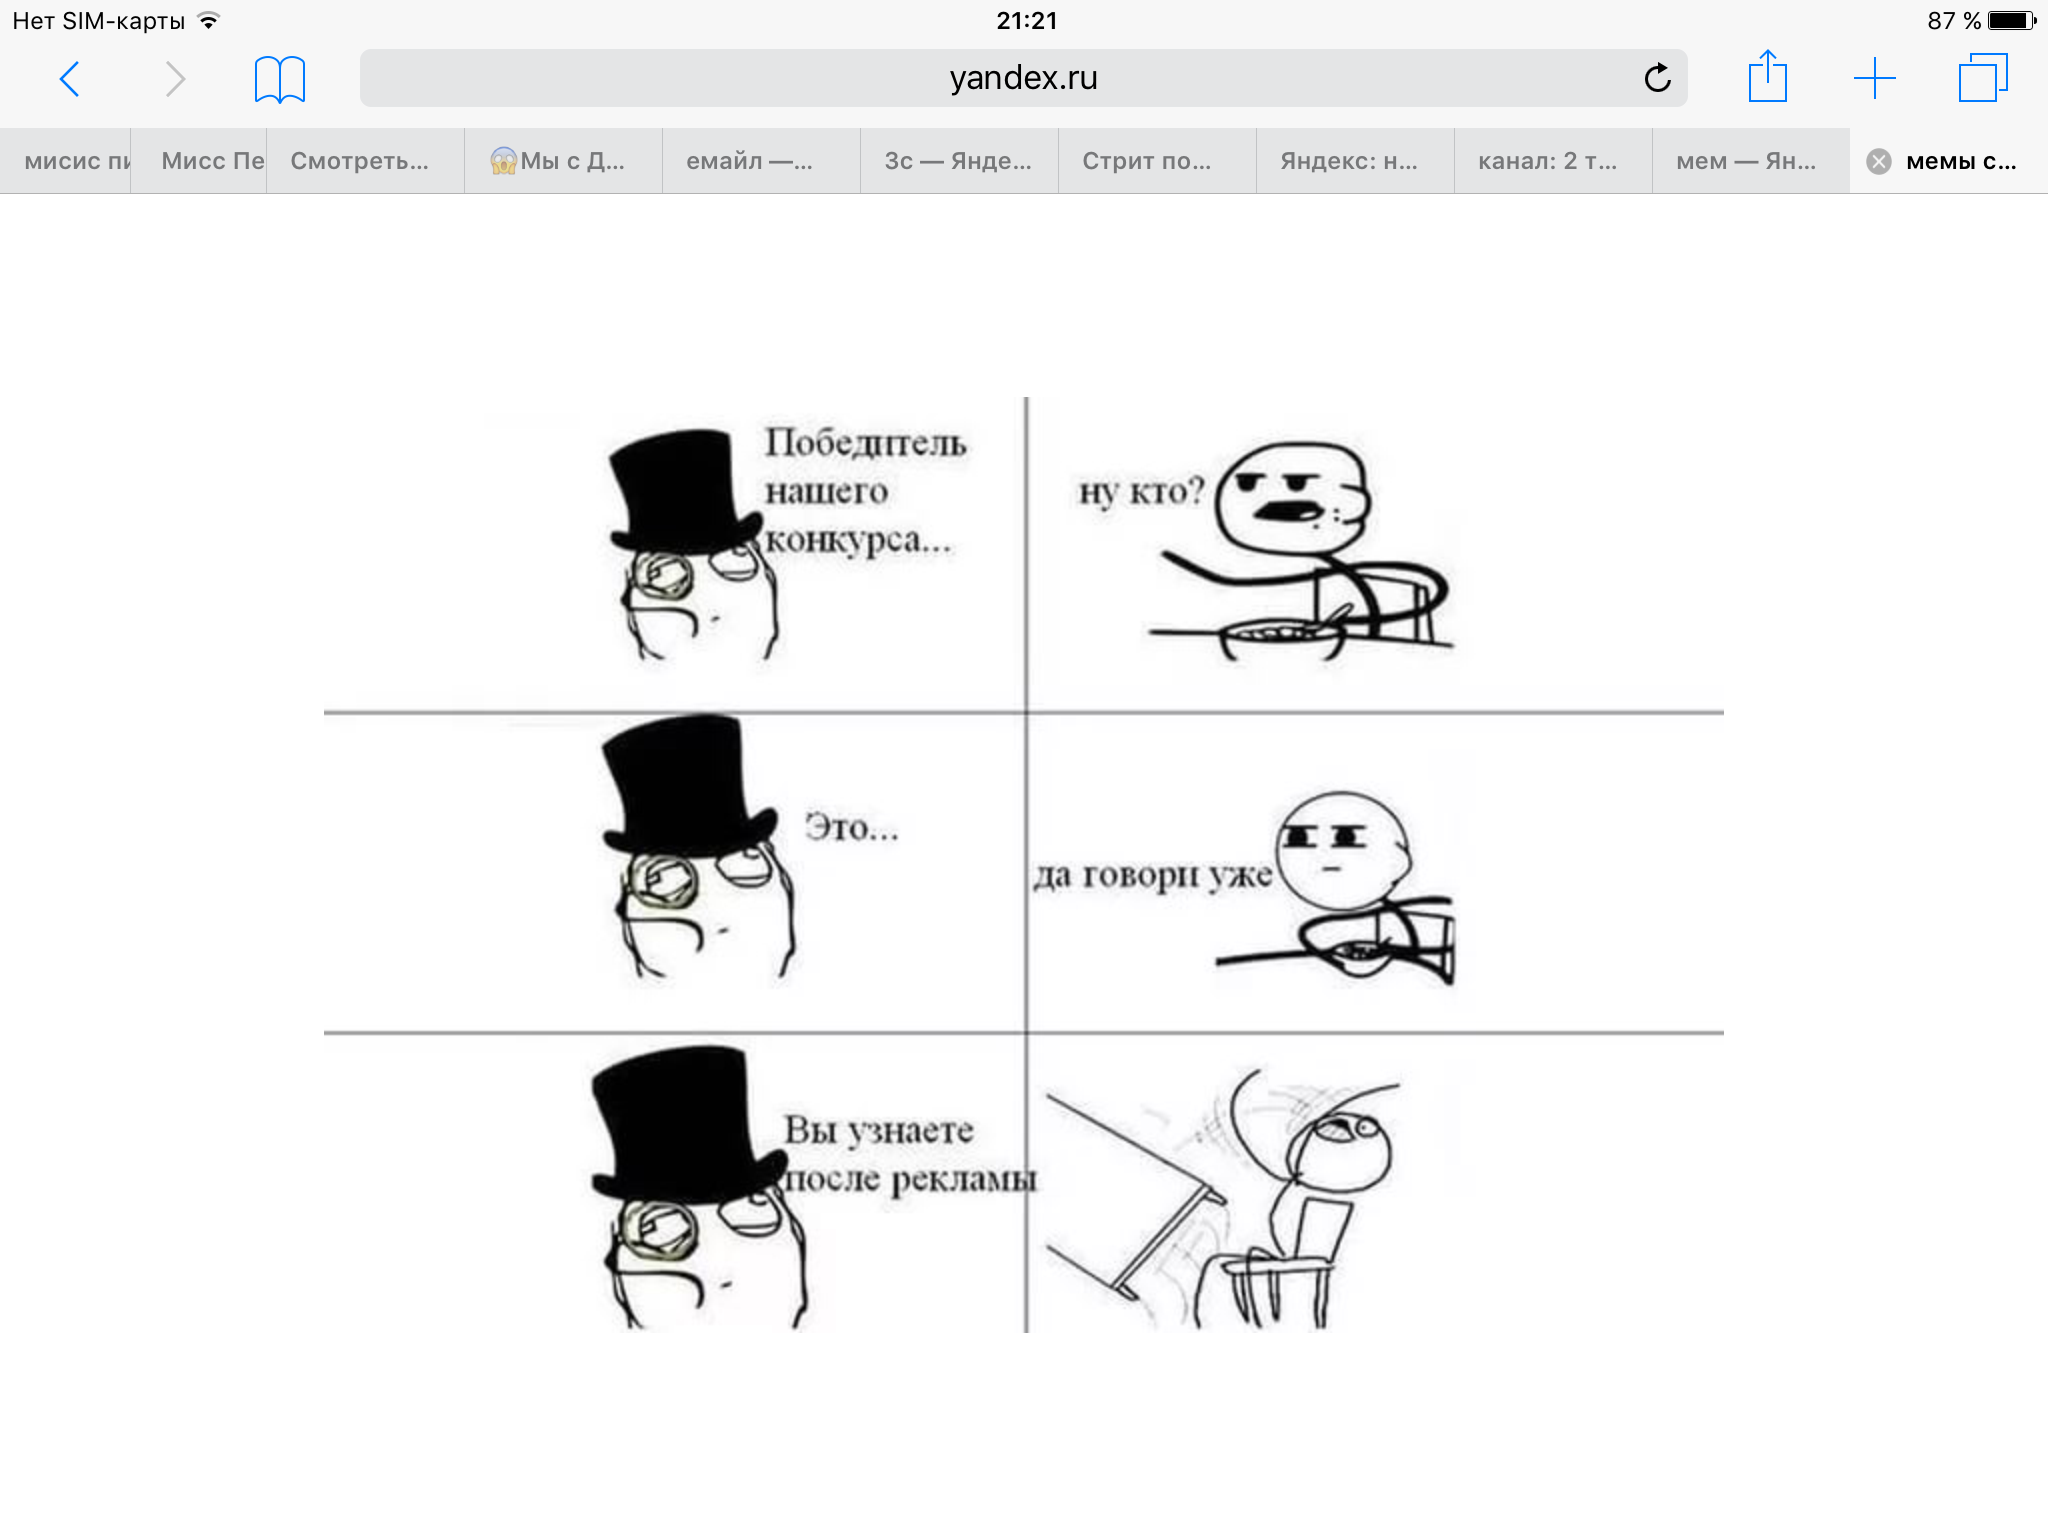 Нет SIM-карты
21:21
87 %
yandex.ru
мисис пи
Мисс Пе
Смотреть...
😱Мы с Д...
емайл —...
3с — Янде...
Стрит по...
Яндекс: н...
канал: 2 т...
мем — Ян...
мемы с...
Победитель
нашего
конкурса...
ну кто?
Это...
да говори уже
Вы узнаете
после рекламы